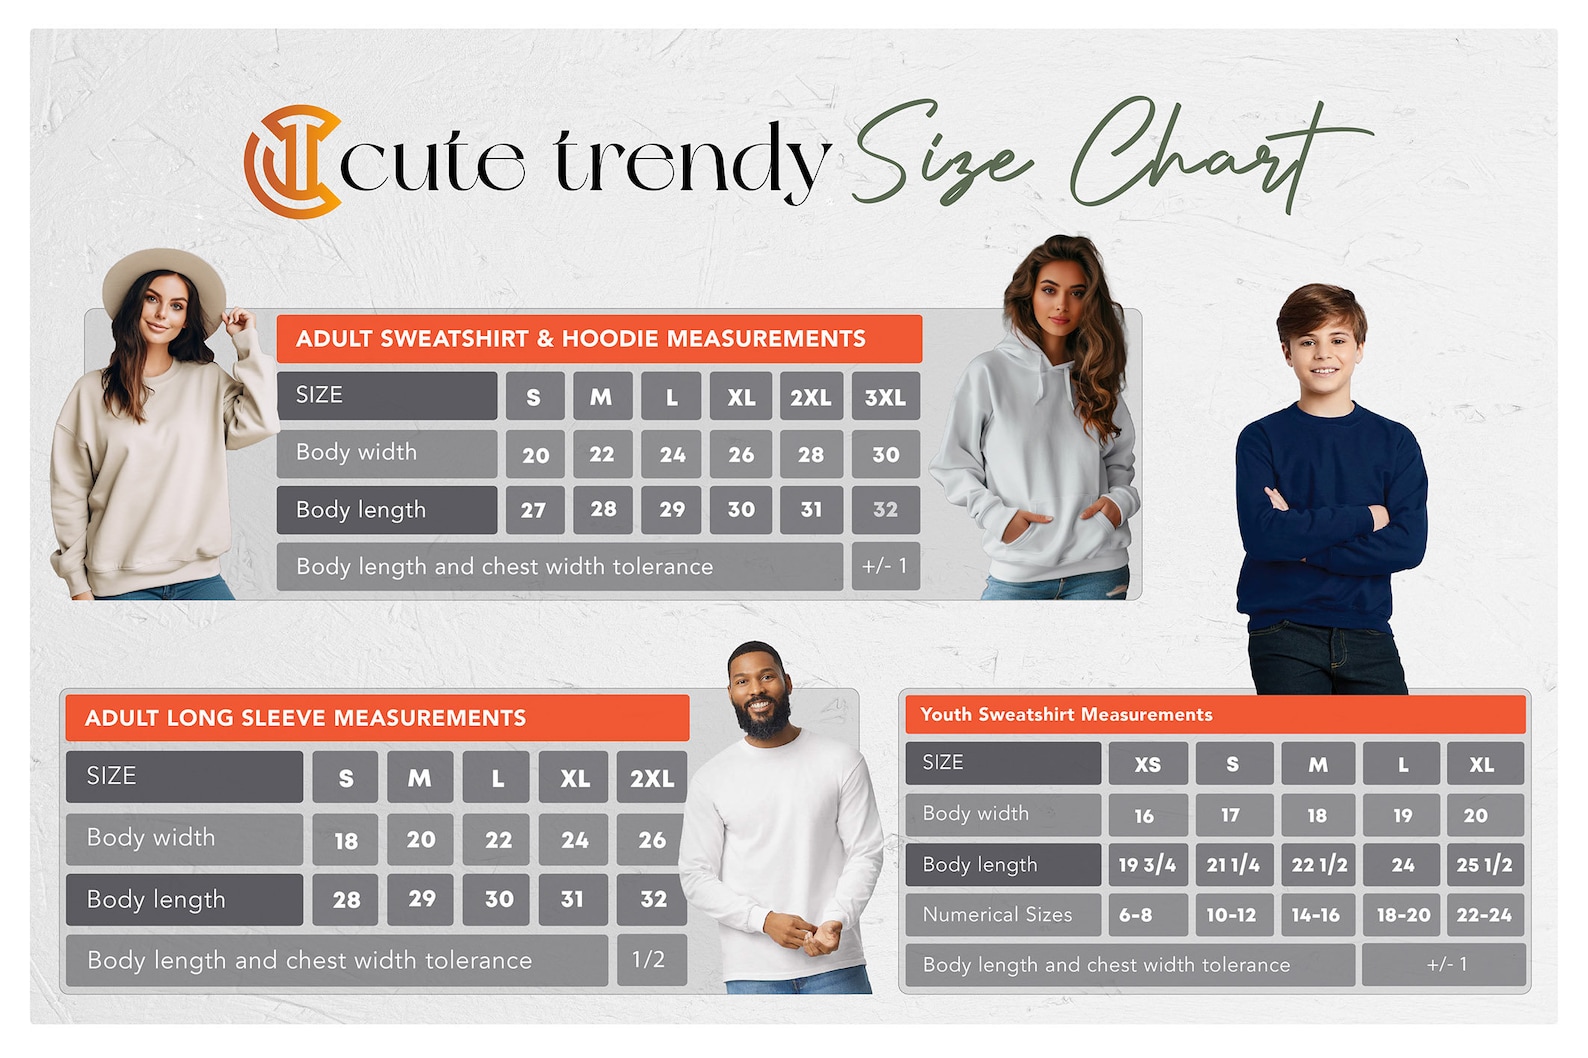 cute trendy Size Chart
ADULT SWEATSHIRT & HOODIE MEASUREMENTS
SIZE S M L XL 2XL 3XL
Body width 20 22 24 26 28 30
Body length 27 28 29 30 31 32
Body length and chest width tolerance +/- 1
ADULT LONG SLEEVE MEASUREMENTS
SIZE S M L XL 2XL
Body width 18 20 22 24 26
Body length 28 29 30 31 32
Body length and chest width tolerance 1/2
Youth Sweatshirt Measurements
SIZE XS S M L XL
Body width 16 17 18 19 20
Body length 19 3/4 21 1/4 22 1/2 24 25 1/2
Numerical Sizes 6-8 10-12 14-16 18-20 22-24
Body length and chest width tolerance +/- 1